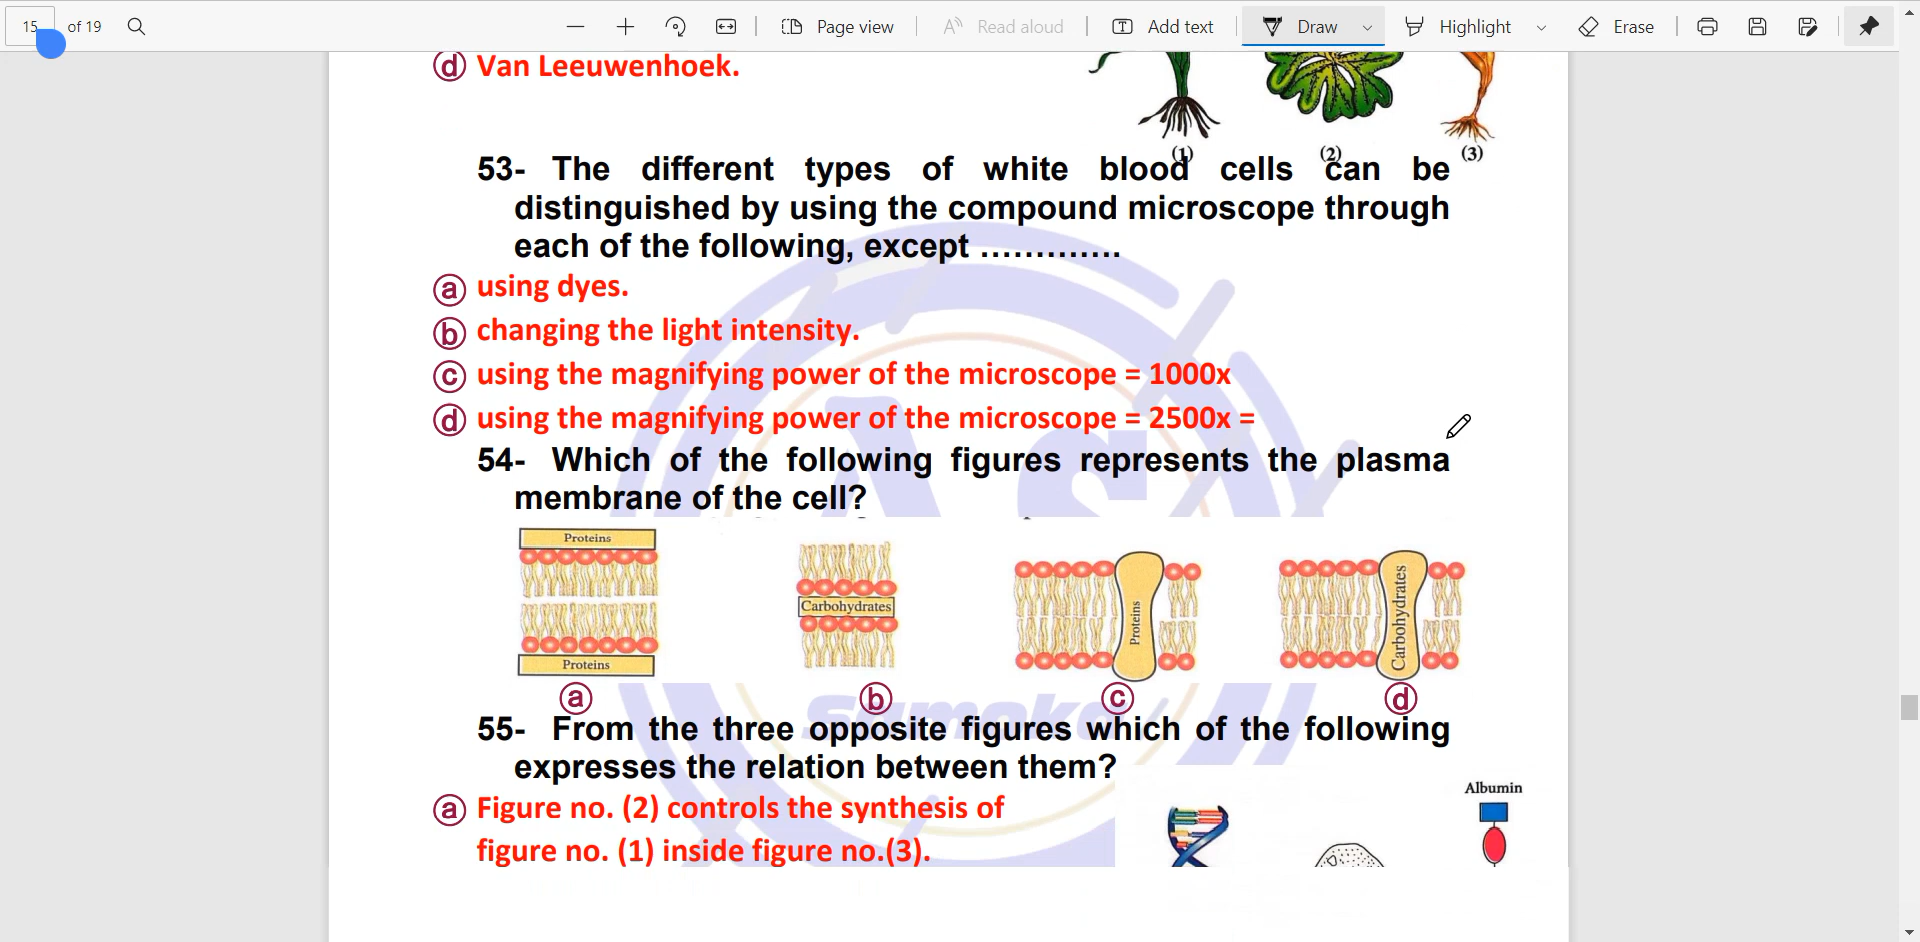 15 of 19 Page view Read aloud Add text Draw Highlight Erase
d Van Leeuwenhoek.
(1) (2) (3)
53- The different types of white blood cells can be
distinguished by using the compound microscope through
each of the following, except .............
a using dyes.
b changing the light intensity.
c using the magnifying power of the microscope = 1000x
d using the magnifying power of the microscope = 2500x =
54- Which of the following figures represents the plasma
membrane of the cell?
Proteins
Carbohydrates
Proteins
Proteins
Carbohydrates
a b c d
55- From the three opposite figures which of the following
expresses the relation between them?
Albumin
a Figure no. (2) controls the synthesis of
figure no. (1) inside figure no.(3).